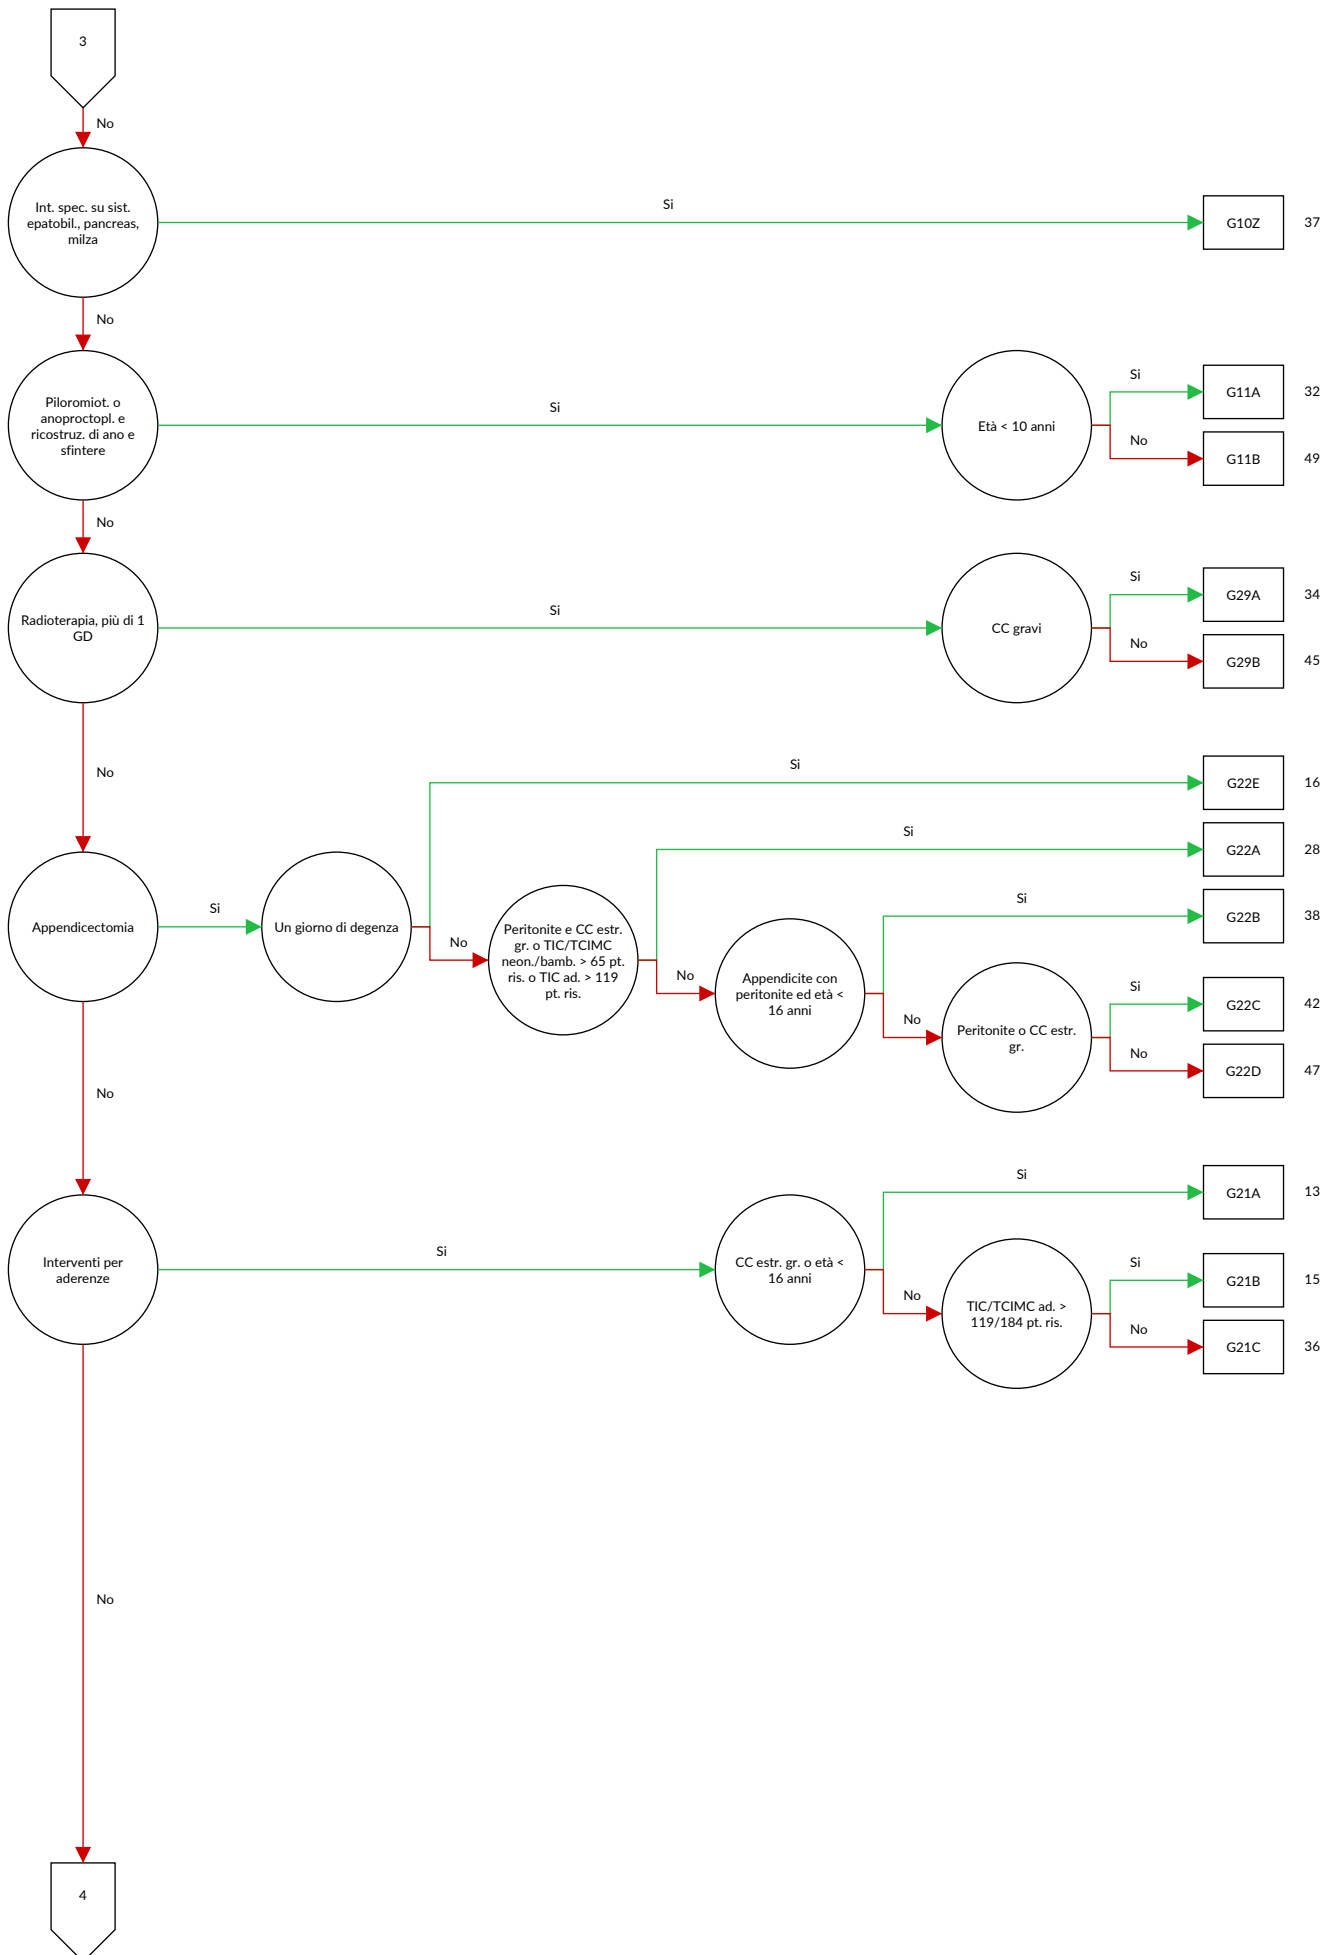 3
No
Int. spec. su sist.
epatobil., pancreas,
milza
Si
G10Z
37
No
Piloromiot. o
anoproctopl. e
ricostruz. di ano e
sfintere
Si
Età < 10 anni
Si
G11A
32
No
G11B
49
No
Radioterapia, più di 1
GD
Si
CC gravi
Si
G29A
34
No
G29B
45
No
Appendicectomia
Si
Un giorno di degenza
Si
G22E
16
No
Peritonite e CC estr.
gr. o TIC/TCIMC
neon./bamb. > 65 pt.
ris. o TIC ad. > 119
pt. ris.
Si
G22A
28
No
Appendicite con
peritonite ed età <
16 anni
Si
G22B
38
No
Peritonite o CC estr.
gr.
Si
G22C
42
No
G22D
47
No
Interventi per
aderenze
Si
CC estr. gr. o età <
16 anni
Si
G21A
13
No
TIC/TCIMC ad. >
119/184 pt. ris.
Si
G21B
15
No
G21C
36
No
4